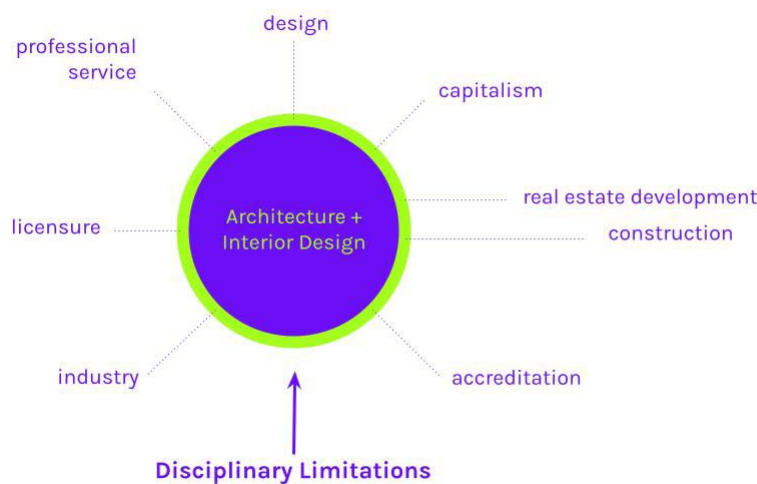 design
professional
service
capitalism
real estate development
construction
Architecture +
Interior Design
licensure
industry
accreditation
Disciplinary Limitations